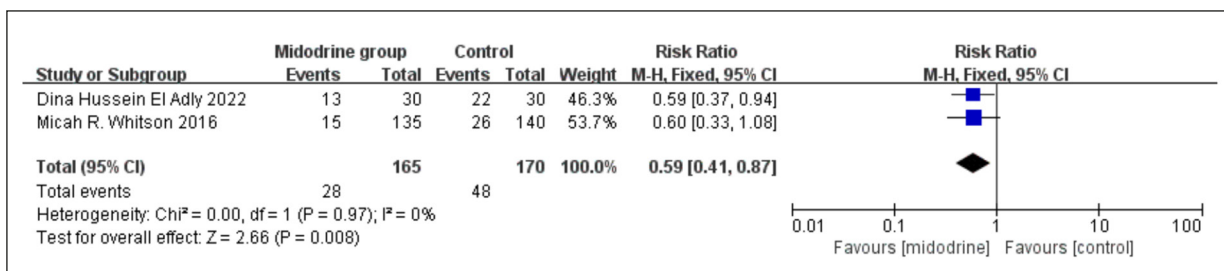 Midodrine group Control Risk Ratio Risk Ratio
Study or Subgroup Events Total Events Total Weight M-H, Fixed, 95% CI M-H, Fixed, 95% CI
Dina Hussein El Adly 2022 13 30 22 30 46.3% 0.59 [0.37, 0.94]
Micah R. Whitson 2016 15 135 26 140 53.7% 0.60 [0.33, 1.08]
Total (95% CI) 165 170 100.0% 0.59 [0.41, 0.87]
Total events 28 48
Heterogeneity: Chi² = 0.00, df = 1 (P = 0.97); I² = 0%
Test for overall effect: Z = 2.66 (P = 0.008)
0.01 0.1 1 10 100
Favours [midodrine] Favours [control]